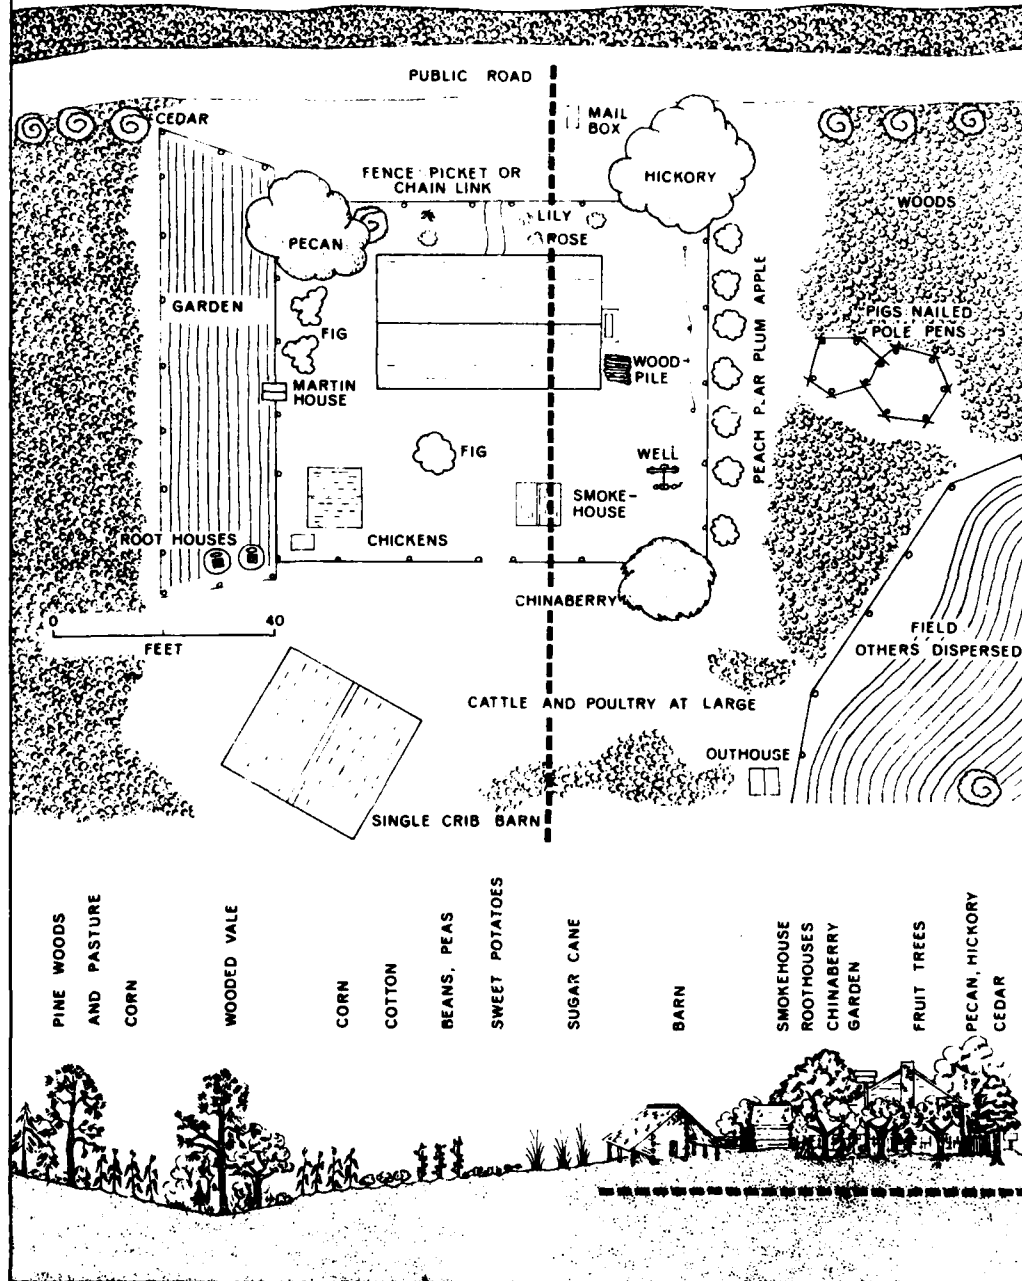 PUBLIC ROAD
MAIL
BOX
CEDAR
FENCE PICKET OR
CHAIN LINK
HICKORY
WOODS
LILY
ROSE
PECAN
GARDEN
FIG
PEACH PEAR PLUM APPLE
PIGS NAILED
POLE PENS
WOOD
PILE
MARTIN
HOUSE
FIG
WELL
SMOKE-
HOUSE
ROOT HOUSES
CHICKENS
CHINABERRY
0 40
FEET
FIELD
OTHERS DISPERSED
CATTLE AND POULTRY AT LARGE
OUTHOUSE
SINGLE CRIB BARN
PINE WOODS
AND PASTURE
CORN
WOODED VALE
CORN
COTTON
BEANS, PEAS
SWEET POTATOES
SUGAR CANE
BARN
SMOKEHOUSE
ROOTHOUSES
CHINABERRY
GARDEN
FRUIT TREES
PECAN, HICKORY
CEDAR